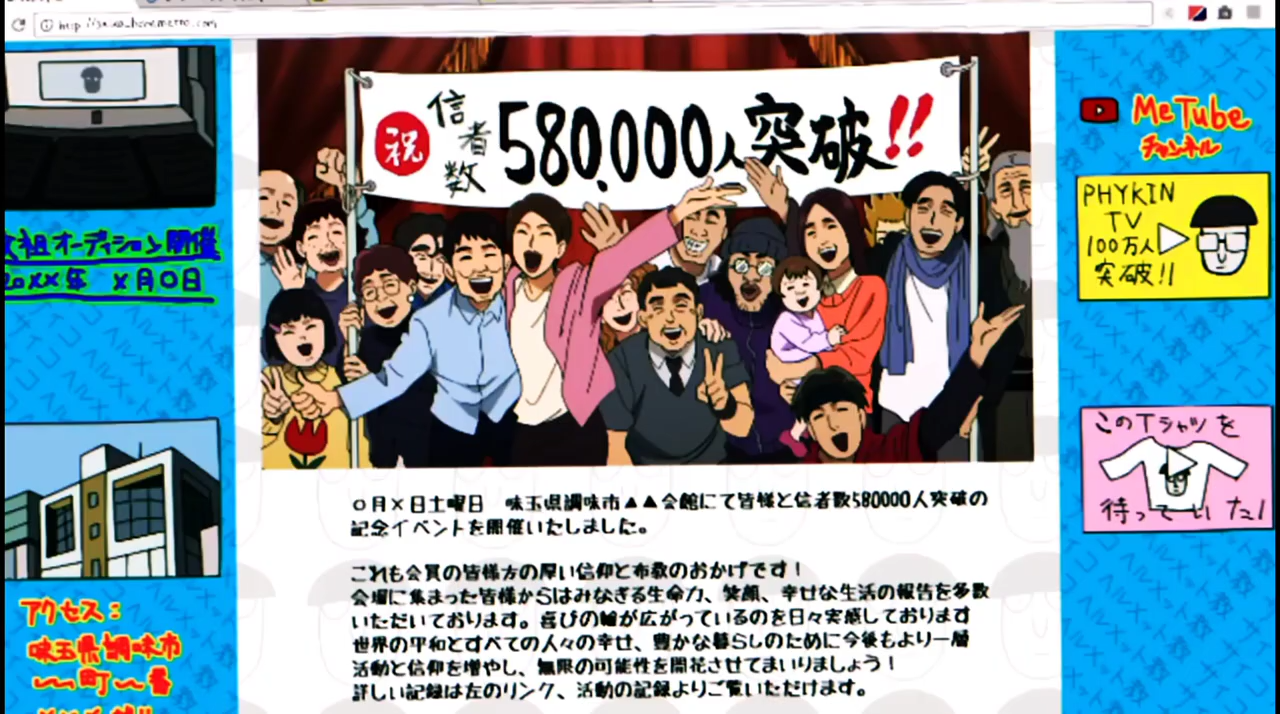 祝 信者数 580,000人突破!!
教祖オーディション開催
20XX年 X月〇日
MeTube
チャンネル
PHYKIN
TV
100万人
突破!!
このTシャツを
待っていた!
〇月×日土曜日 味玉県調味市▲▲会館にて皆様と信者数580000人突破の
記念イベントを開催いたしました。
これも会員の皆様方の厚い信仰と布教のおかげです!
会場に集まった皆様からはみなぎる生命力、笑顔、幸せな生活の報告を多数
いただいております。喜びの輪が広がっているのを日々実感しております
世界の平和とすべての人々の幸せ、豊かな暮らしのために今後もより一層
活動と信仰を増やし、無限の可能性を開花させてまいりましょう!
詳しい記録は左のリンク、活動の記録よりご覧いただけます。
アクセス:
味玉県調味市
〜町〜番